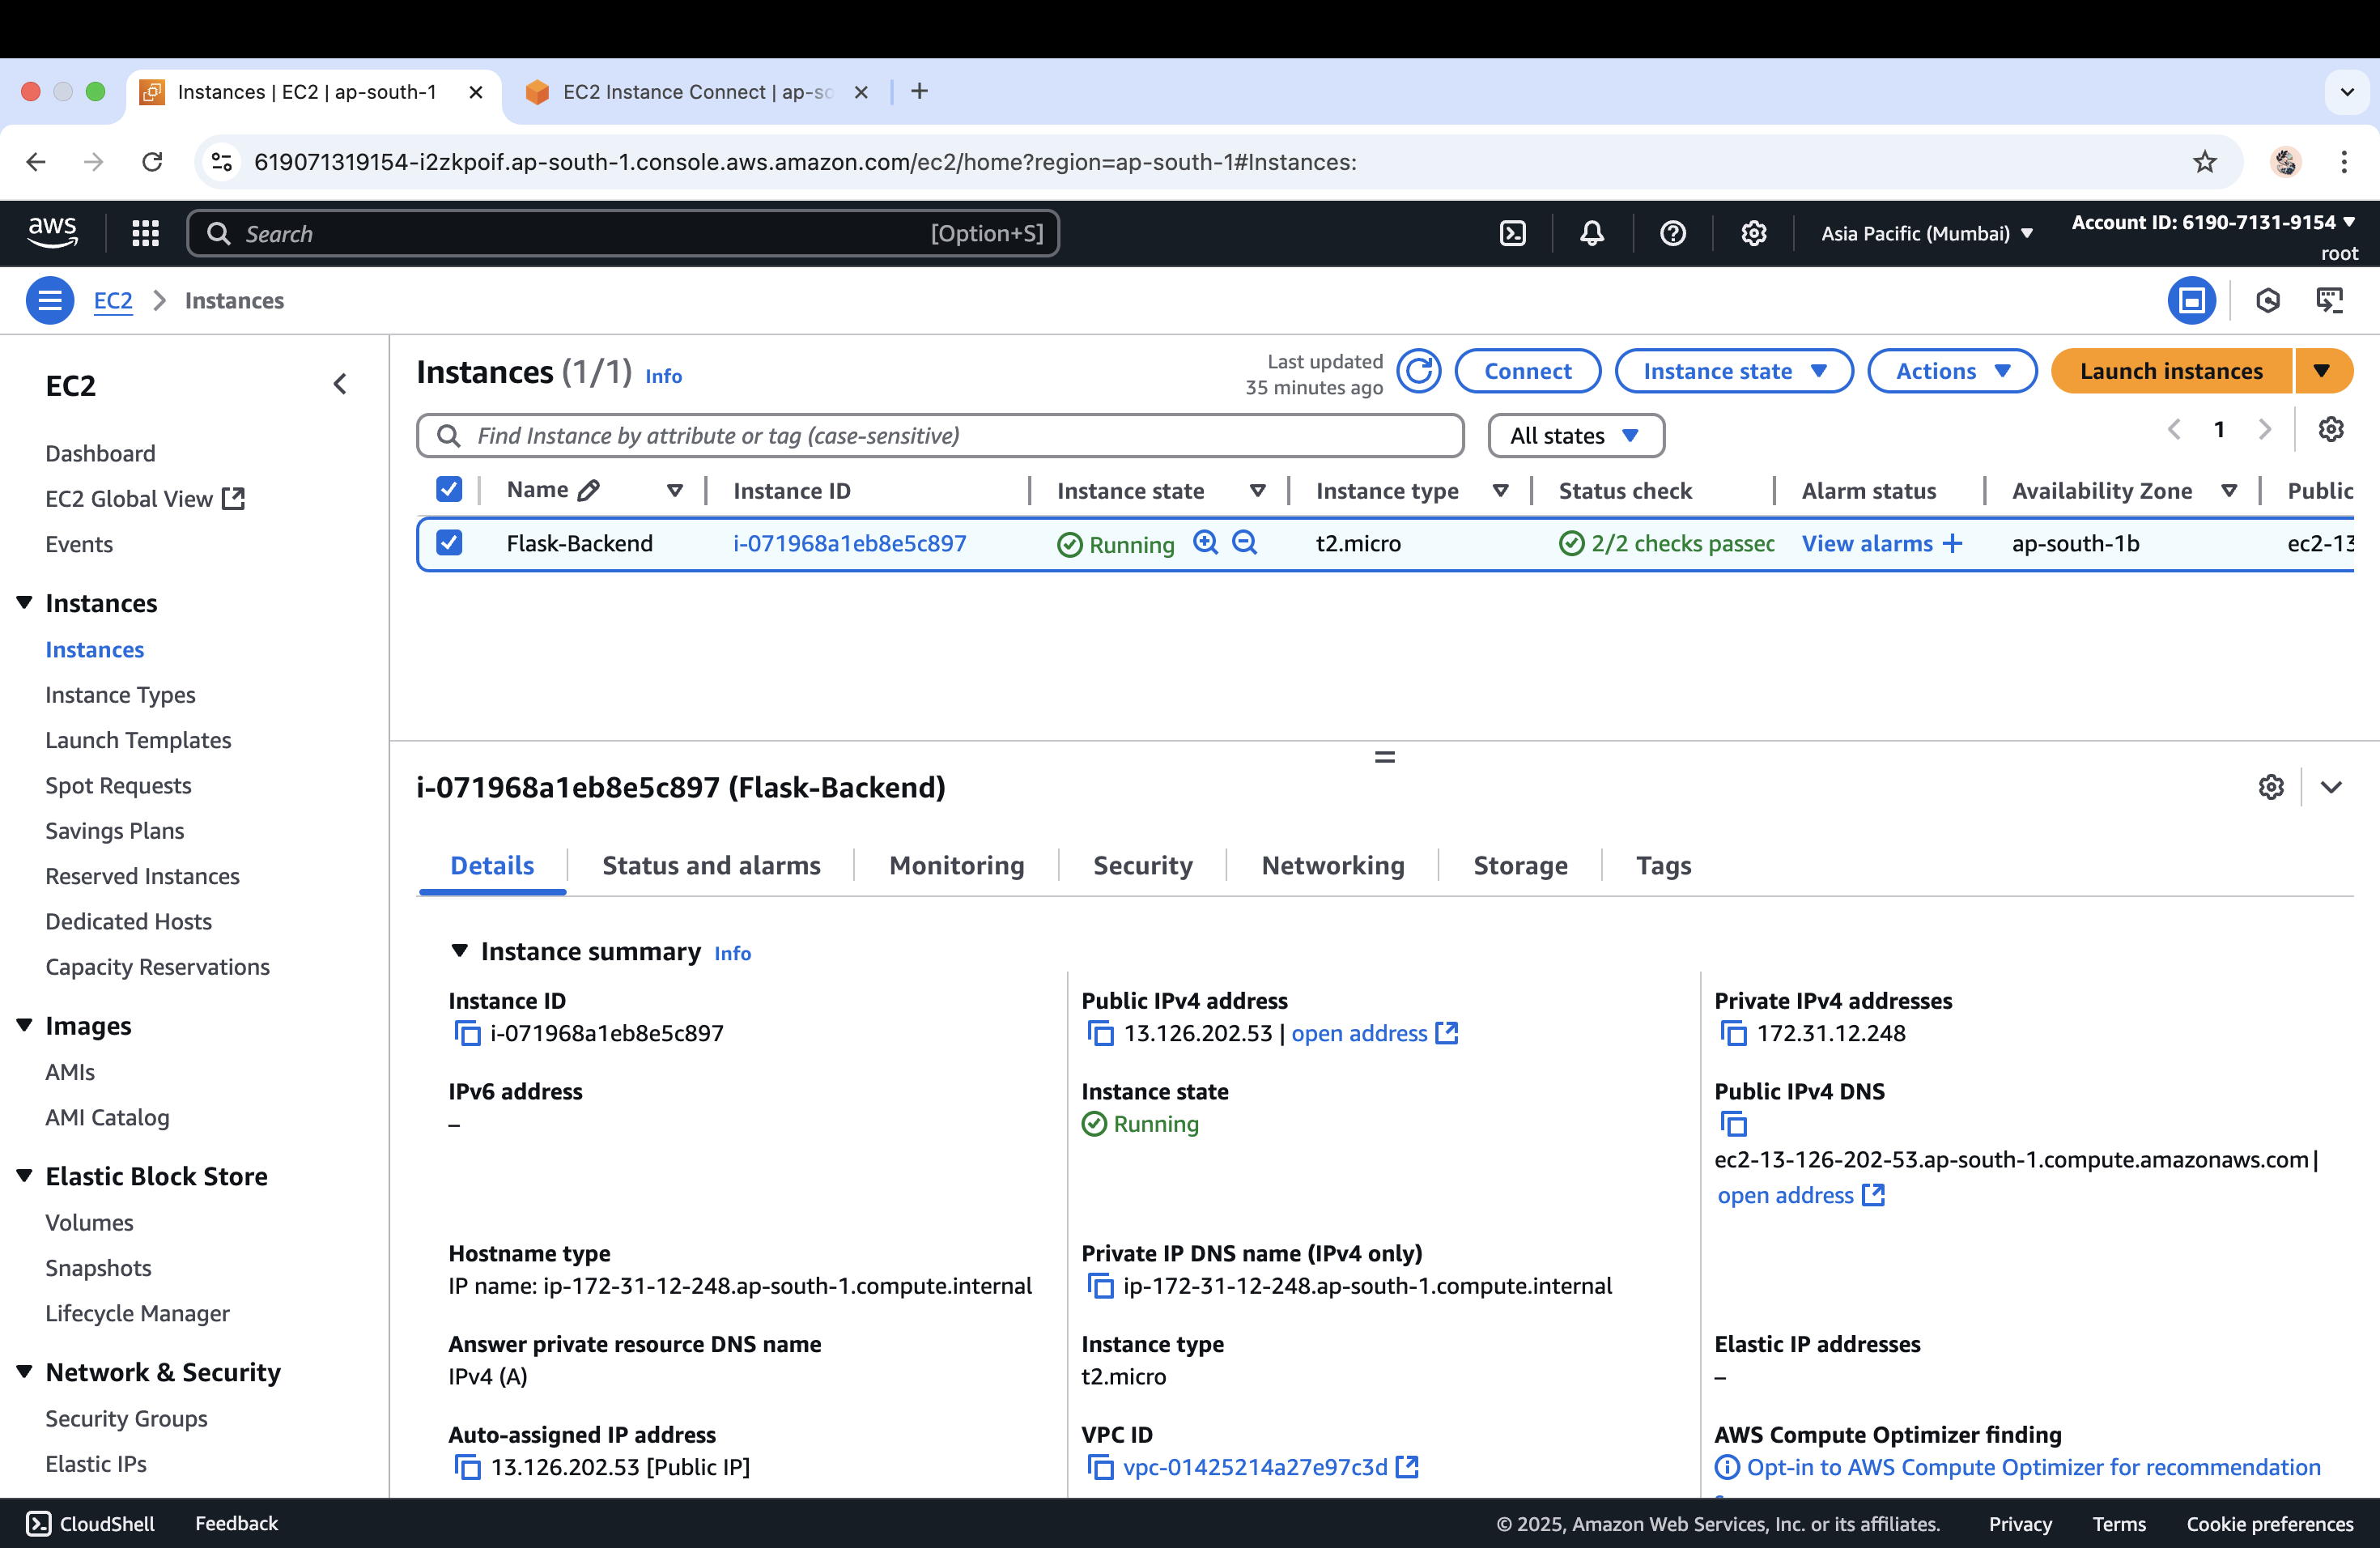 Instances | EC2 | ap-south-1
EC2 Instance Connect | ap-so
619071319154-i2zkpoif.ap-south-1.console.aws.amazon.com/ec2/home?region=ap-south-1#Instances:
aws
Search
[Option+S]
Asia Pacific (Mumbai)
Account ID: 6190-7131-9154
root
EC2
Instances
EC2
Dashboard
EC2 Global View
Events
Instances
Instances
Instance Types
Launch Templates
Spot Requests
Savings Plans
Reserved Instances
Dedicated Hosts
Capacity Reservations
Images
AMIs
AMI Catalog
Elastic Block Store
Volumes
Snapshots
Lifecycle Manager
Network & Security
Security Groups
Elastic IPs
Instances (1/1) Info
Last updated
35 minutes ago
Connect
Instance state
Actions
Launch instances
Find Instance by attribute or tag (case-sensitive)
All states
1
Name Instance ID Instance state Instance type Status check Alarm status Availability Zone Public
Flask-Backend i-071968a1eb8e5c897 Running t2.micro 2/2 checks passec View alarms + ap-south-1b ec2-13
i-071968a1eb8e5c897 (Flask-Backend)
Details Status and alarms Monitoring Security Networking Storage Tags
Instance summary Info
Instance ID
i-071968a1eb8e5c897
Public IPv4 address
13.126.202.53 | open address
Private IPv4 addresses
172.31.12.248
IPv6 address
–
Instance state
Running
Public IPv4 DNS
ec2-13-126-202-53.ap-south-1.compute.amazonaws.com |
open address
Hostname type
IP name: ip-172-31-12-248.ap-south-1.compute.internal
Private IP DNS name (IPv4 only)
ip-172-31-12-248.ap-south-1.compute.internal
Answer private resource DNS name
IPv4 (A)
Instance type
t2.micro
Elastic IP addresses
–
Auto-assigned IP address
13.126.202.53 [Public IP]
VPC ID
vpc-01425214a27e97c3d
AWS Compute Optimizer finding
Opt-in to AWS Compute Optimizer for recommendation
CloudShell Feedback
© 2025, Amazon Web Services, Inc. or its affiliates. Privacy Terms Cookie preferences